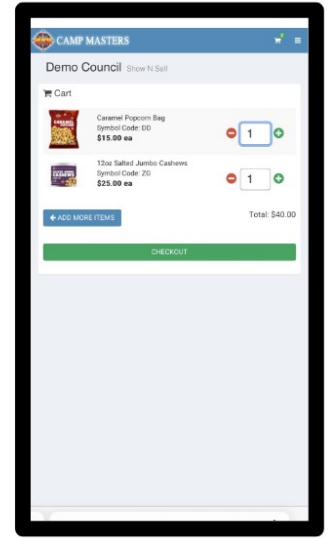 CAMP MASTERS
Demo Council Show N Sell
Cart
Caramel Popcorn Bag
Symbol Code: DD
$15.00 ea
1
12oz Salted Jumbo Cashews
Symbol Code: ZG
$25.00 ea
1
ADD MORE ITEMS
Total: $40.00
CHECKOUT